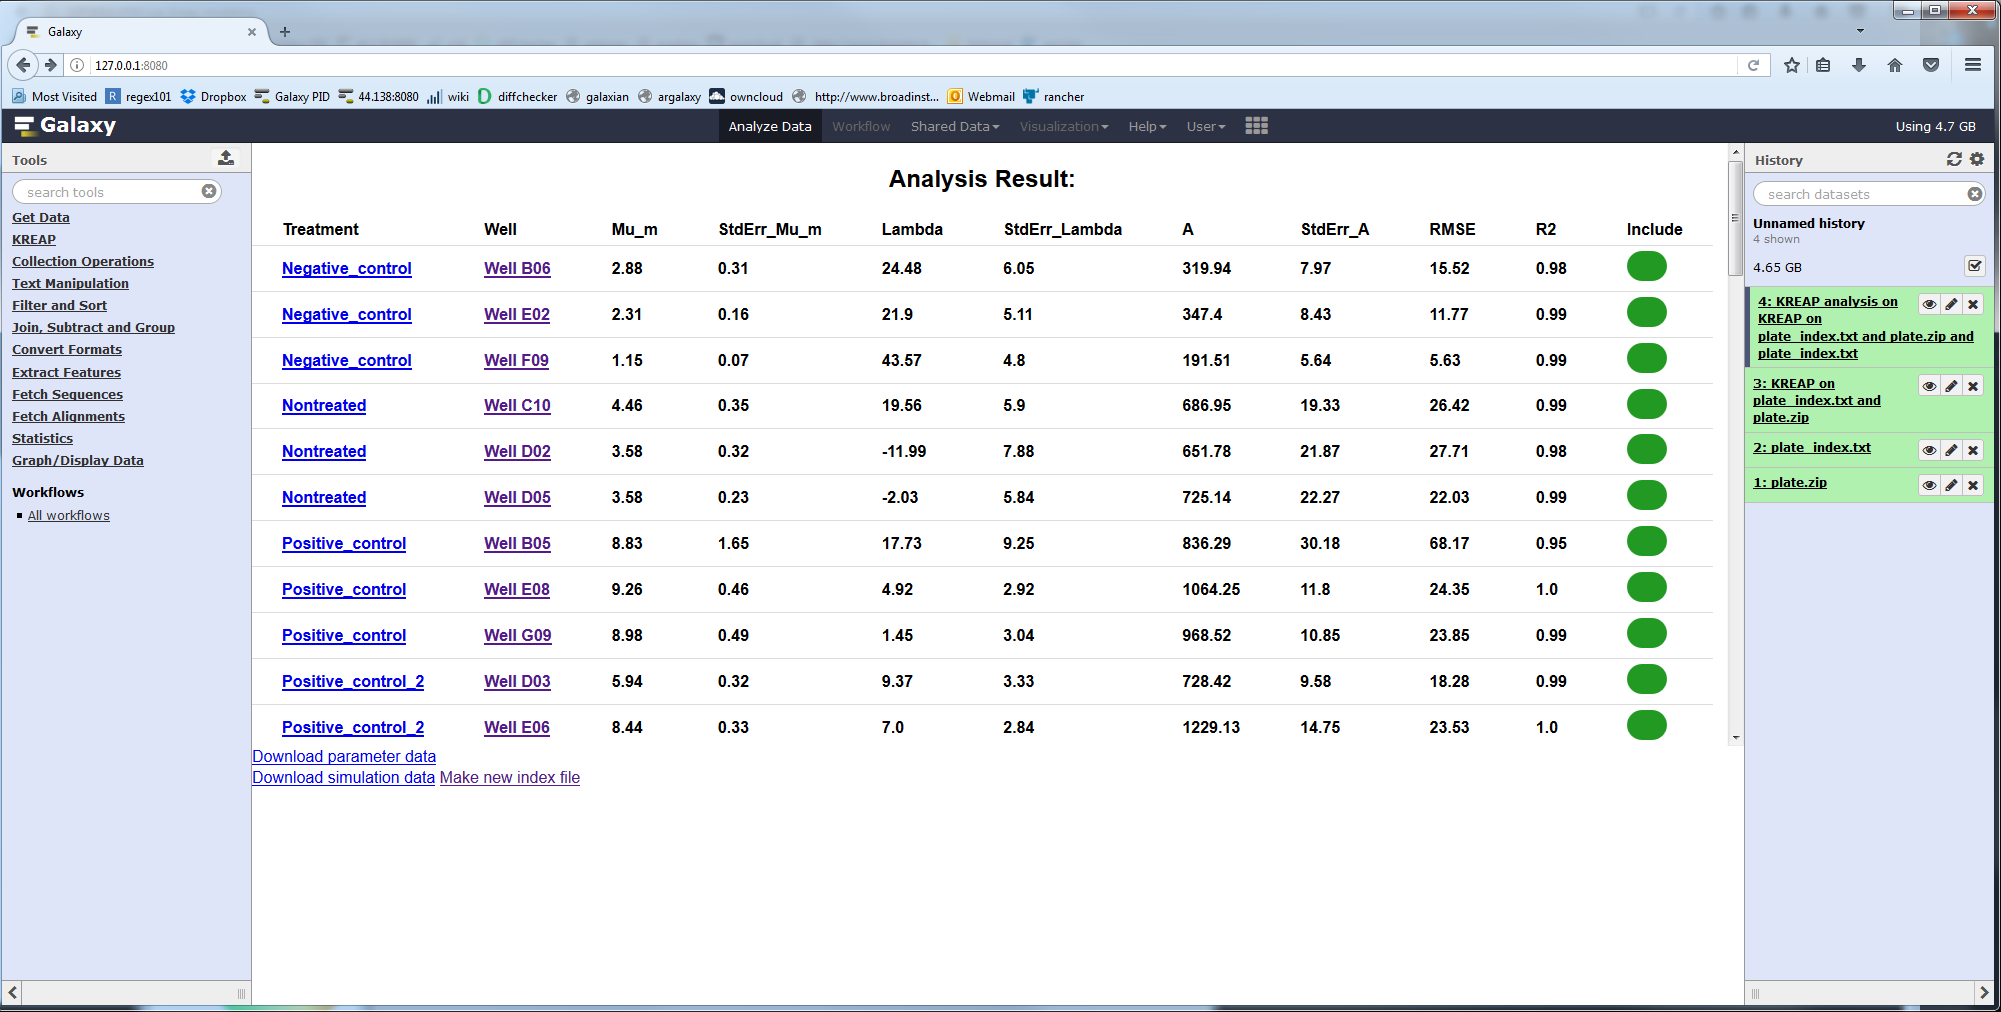 Galaxy
127.0.0.1:8080
Most Visited regex101 Dropbox Galaxy PID 44.138:8080 wiki diffchecker galaxian argalaxy owncloud http://www.broadinst... Webmail rancher
Galaxy Analyze Data Workflow Shared Data Visualization Help User Using 4.7 GB
Tools
search tools
Get Data
KREAP
Collection Operations
Text Manipulation
Filter and Sort
Join, Subtract and Group
Convert Formats
Extract Features
Fetch Sequences
Fetch Alignments
Statistics
Graph/Display Data
Workflows
All workflows
Analysis Result:
Treatment Well Mu_m StdErr_Mu_m Lambda StdErr_Lambda A StdErr_A RMSE R2 Include
Negative_control Well B06 2.88 0.31 24.48 6.05 319.94 7.97 15.52 0.98
Negative_control Well E02 2.31 0.16 21.9 5.11 347.4 8.43 11.77 0.99
Negative_control Well F09 1.15 0.07 43.57 4.8 191.51 5.64 5.63 0.99
Nontreated Well C10 4.46 0.35 19.56 5.9 686.95 19.33 26.42 0.99
Nontreated Well D02 3.58 0.32 -11.99 7.88 651.78 21.87 27.71 0.98
Nontreated Well D05 3.58 0.23 -2.03 5.84 725.14 22.27 22.03 0.99
Positive_control Well B05 8.83 1.65 17.73 9.25 836.29 30.18 68.17 0.95
Positive_control Well E08 9.26 0.46 4.92 2.92 1064.25 11.8 24.35 1.0
Positive_control Well G09 8.98 0.49 1.45 3.04 968.52 10.85 23.85 0.99
Positive_control_2 Well D03 5.94 0.32 9.37 3.33 728.42 9.58 18.28 0.99
Positive_control_2 Well E06 8.44 0.33 7.0 2.84 1229.13 14.75 23.53 1.0
Download parameter data
Download simulation data Make new index file
History
search datasets
Unnamed history
4 shown
4.65 GB
4: KREAP analysis on
KREAP on
plate_index.txt and plate.zip and
plate_index.txt
3: KREAP on
plate_index.txt and
plate.zip
2: plate_index.txt
1: plate.zip